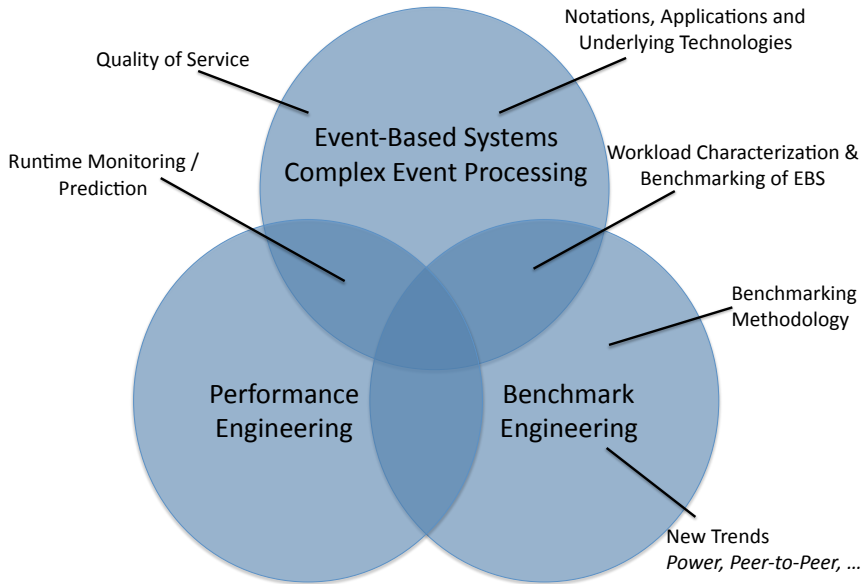 Notations, Applications and
Underlying Technologies
Quality of Service
Event-Based Systems
Complex Event Processing
Runtime Monitoring /
Prediction
Workload Characterization &
Benchmarking of EBS
Benchmarking
Methodology
Performance
Engineering
Benchmark
Engineering
New Trends
Power, Peer-to-Peer, …